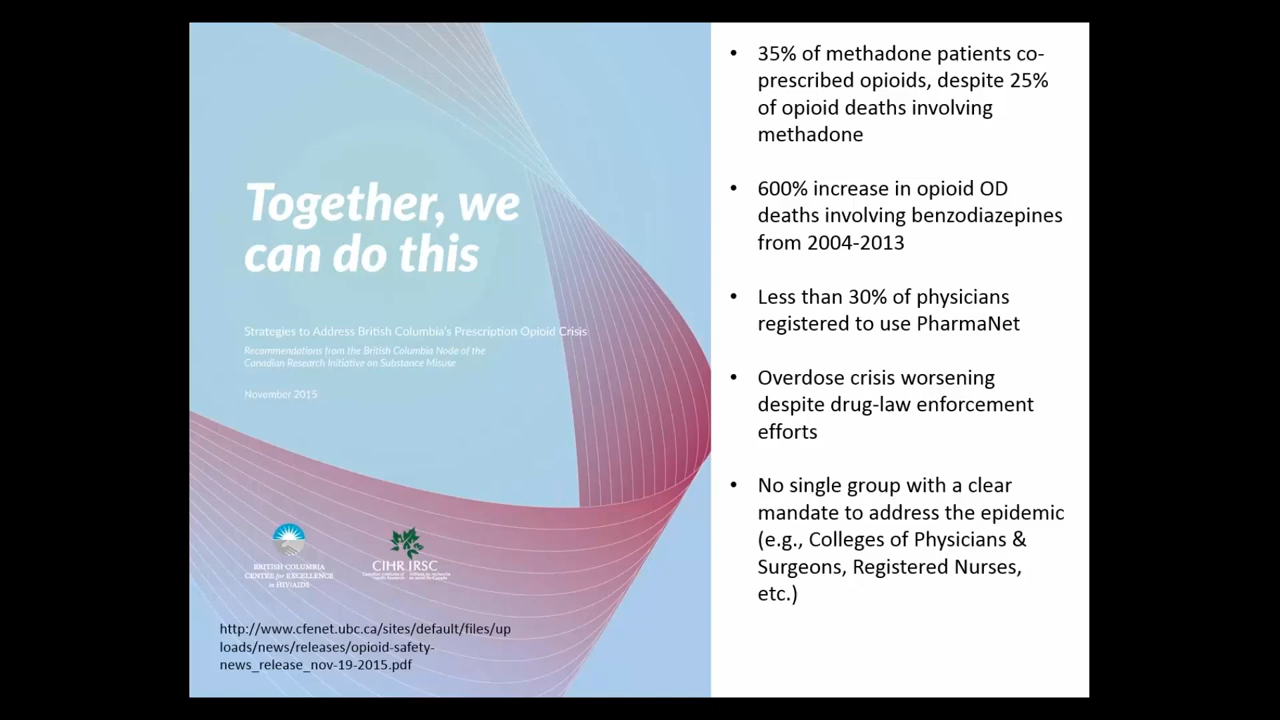 Together, we
can do this
Strategies to Address British Columbia's Prescription Opioid Crisis
Recommendations from the British Columbia Node of the
Canadian Research Initiative on Substance Misuse
November 2015
BRITISH COLUMBIA
CENTRE for EXCELLENCE
in HIV/AIDS
CIHR IRSC
http://www.cfenet.ubc.ca/sites/default/files/up
loads/news/releases/opioid-safety-
news_release_nov-19-2015.pdf
• 35% of methadone patients co-
prescribed opioids, despite 25%
of opioid deaths involving
methadone
• 600% increase in opioid OD
deaths involving benzodiazepines
from 2004-2013
• Less than 30% of physicians
registered to use PharmaNet
• Overdose crisis worsening
despite drug-law enforcement
efforts
• No single group with a clear
mandate to address the epidemic
(e.g., Colleges of Physicians &
Surgeons, Registered Nurses,
etc.)